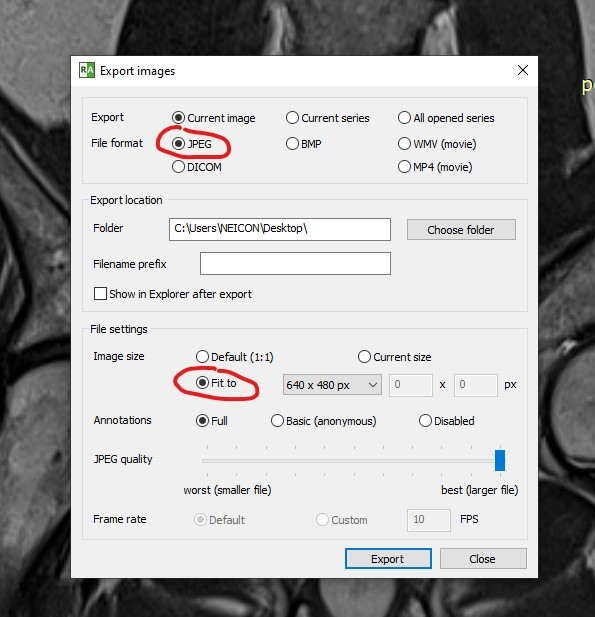 RA Export images
Export Current image Current series All opened series
File format JPEG BMP WMV (movie)
DICOM MP4 (movie)
Export location
Folder C:\Users\NEICON\Desktop\ Choose folder
Filename prefix
Show in Explorer after export
File settings
Image size Default (1:1) Current size
Fit to 640 x 480 px 0 x 0 px
Annotations Full Basic (anonymous) Disabled
JPEG quality
worst (smaller file) best (larger file)
Frame rate Default Custom 10 FPS
Export Close